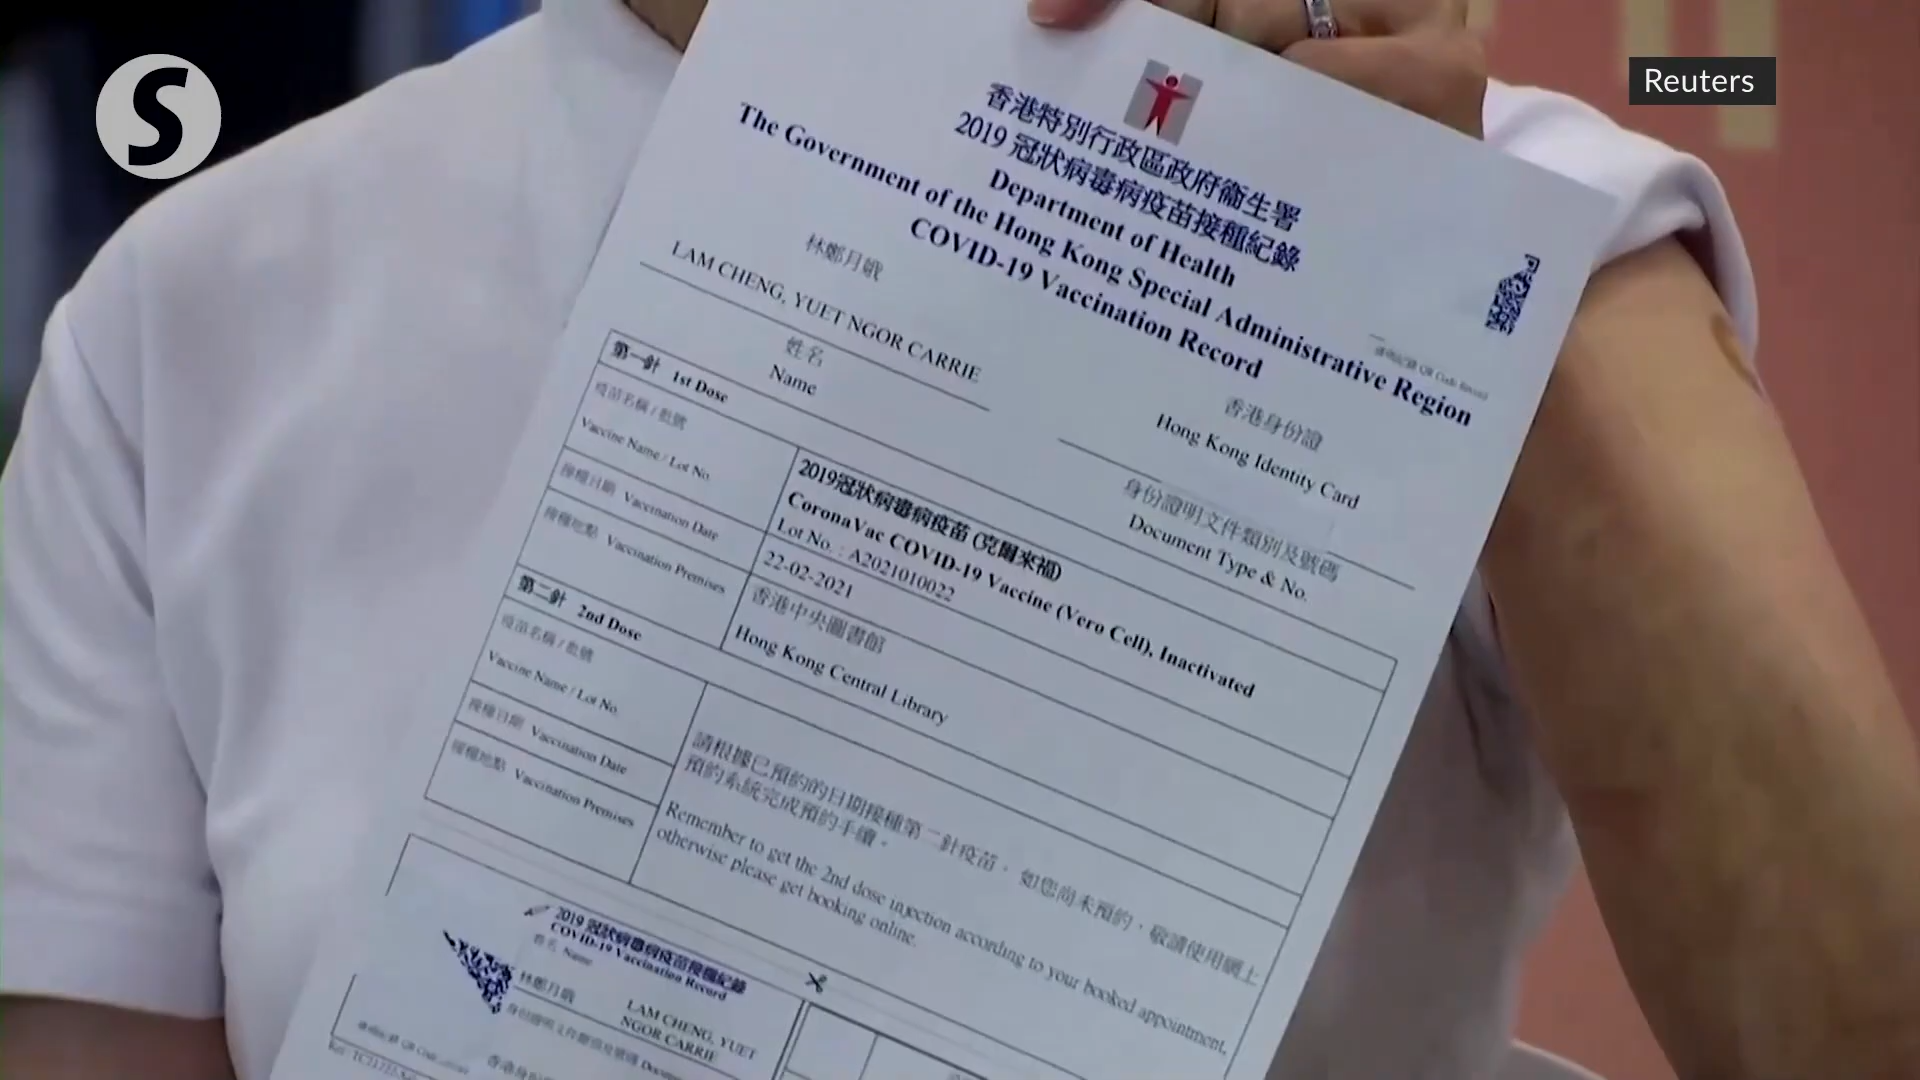 S
Reuters
香港特別行政區政府衞生署
2019 冠狀病毒病疫苗接種紀錄
Department of Health
The Government of the Hong Kong Special Administrative Region
COVID-19 Vaccination Record
林鄭月娥
LAM CHENG, YUET NGOR CARRIE
姓名
Name
QR Code
香港身份證
Hong Kong Identity Card
身份證明文件類別及號碼
Document Type & No.
第一針 1st Dose
疫苗名稱 / 批號
Vaccine Name / Lot No.
2019冠狀病毒病疫苗 (克爾來福)
CoronaVac COVID-19 Vaccine (Vero Cell), Inactivated
Lot No. : A2021010022
接種日期 Vaccination Date
22-02-2021
接種地點 Vaccination Premises
香港中央圖書館
Hong Kong Central Library
第二針 2nd Dose
疫苗名稱 / 批號
Vaccine Name / Lot No.
接種日期 Vaccination Date
接種地點 Vaccination Premises
請根據已預約的日期接種第二針疫苗。如您尚未預約，敬請使用網上
預約系統完成預約手續。
Remember to get the 2nd dose injection according to your booked appointment,
otherwise please get booking online.
2019 冠狀病毒病疫苗接種紀錄
COVID-19 Vaccination Record
姓名 Name
林鄭月娥
LAM CHENG, YUET
NGOR CARRIE
身份證明文件類別及號碼
QR Code
香港身